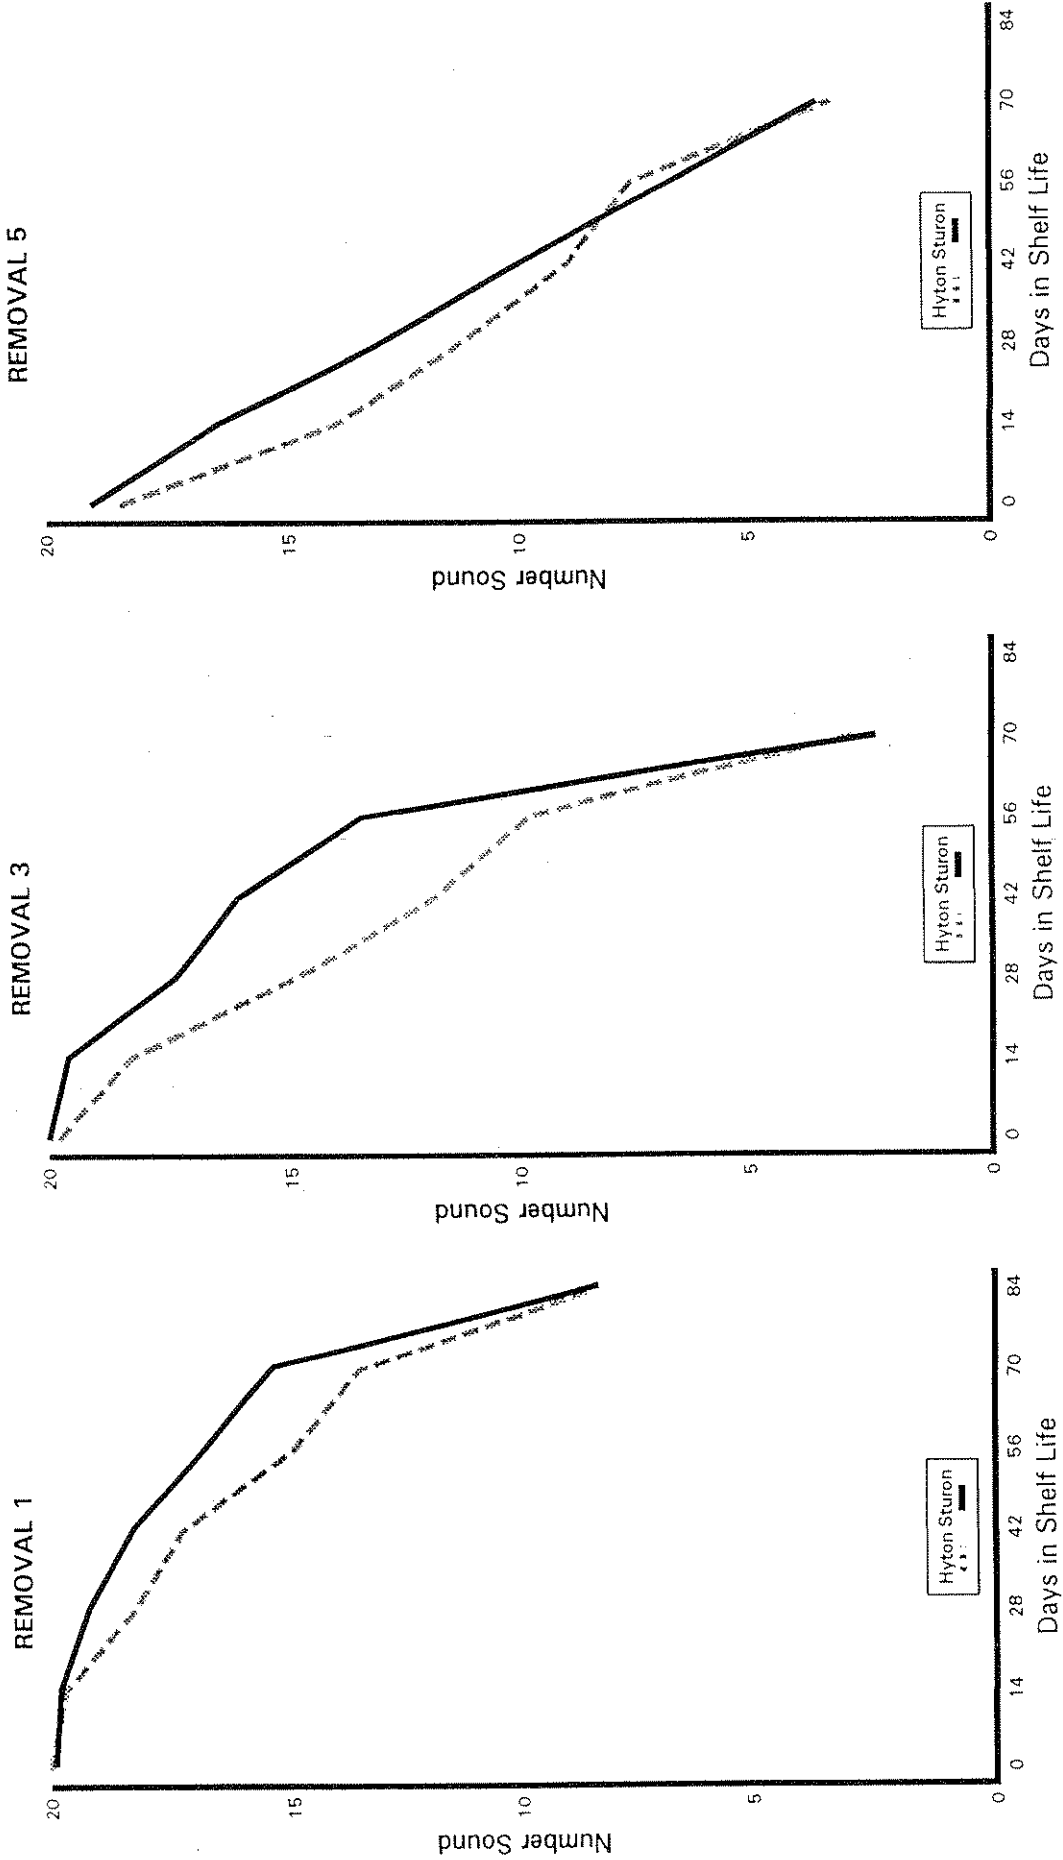 REMOVAL 1
Number Sound
20
15
10
5
0
Hyton Sturon
0 14 28 42 56 70 84
Days in Shelf Life
REMOVAL 3
Number Sound
20
15
10
5
0
Hyton Sturon
0 14 28 42 56 70 84
Days in Shelf Life
REMOVAL 5
Number Sound
20
15
10
5
0
Hyton Sturon
0 14 28 42 56 70 84
Days in Shelf Life